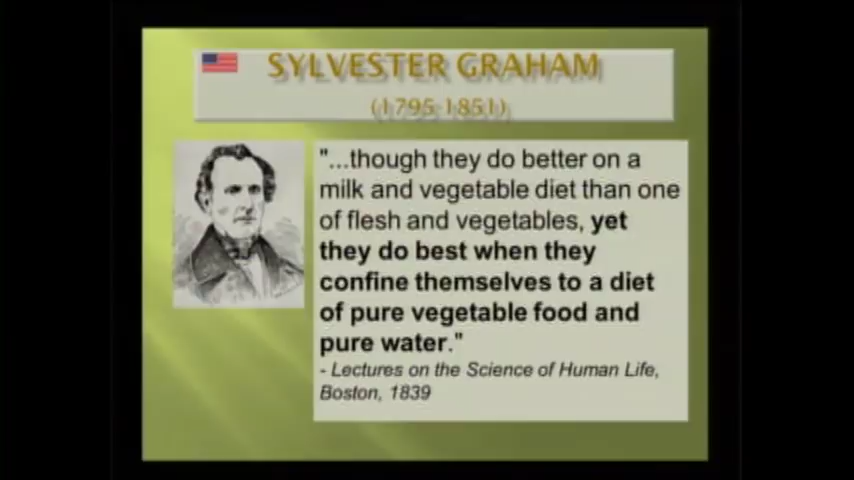 SYLVESTER GRAHAM
(1795-1851)
"...though they do better on a
milk and vegetable diet than one
of flesh and vegetables, yet
they do best when they
confine themselves to a diet
of pure vegetable food and
pure water."
- Lectures on the Science of Human Life,
Boston, 1839